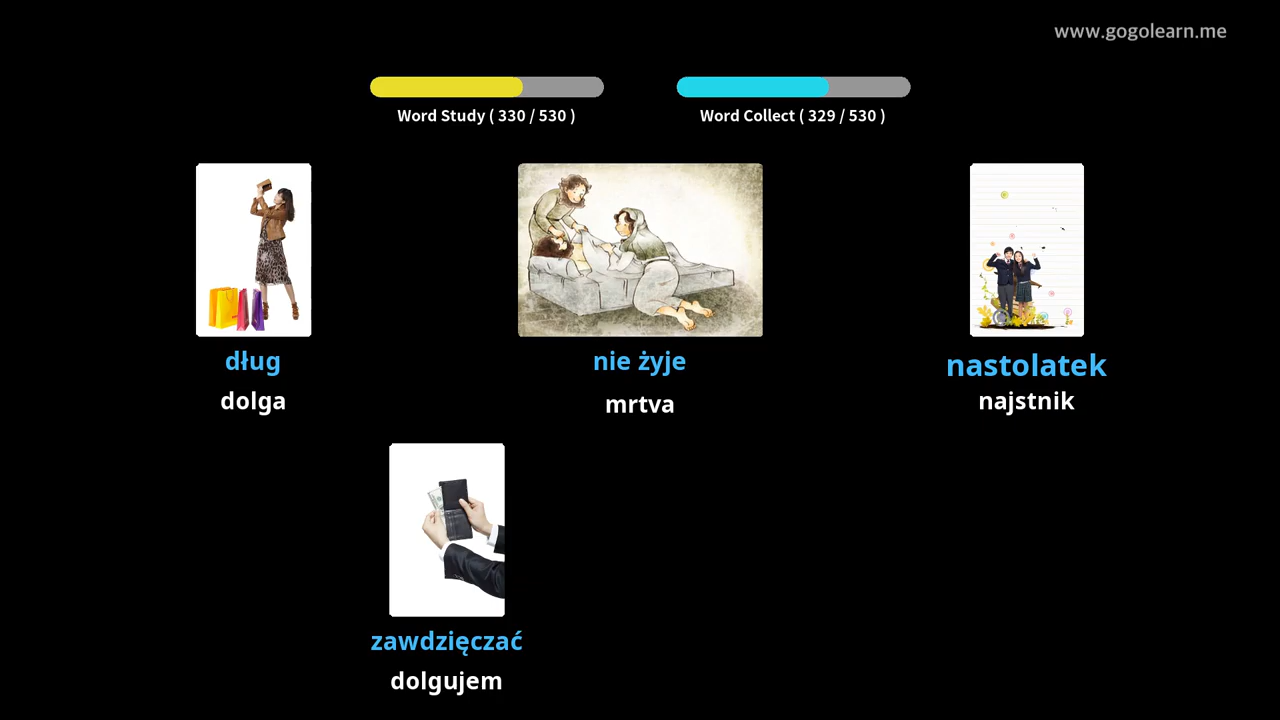 www.gogolearn.me
Word Study ( 330 / 530 )
Word Collect ( 329 / 530 )
dług
dolga
nie żyje
mrtva
nastolatek
najstnik
zawdzięczać
dolgujem